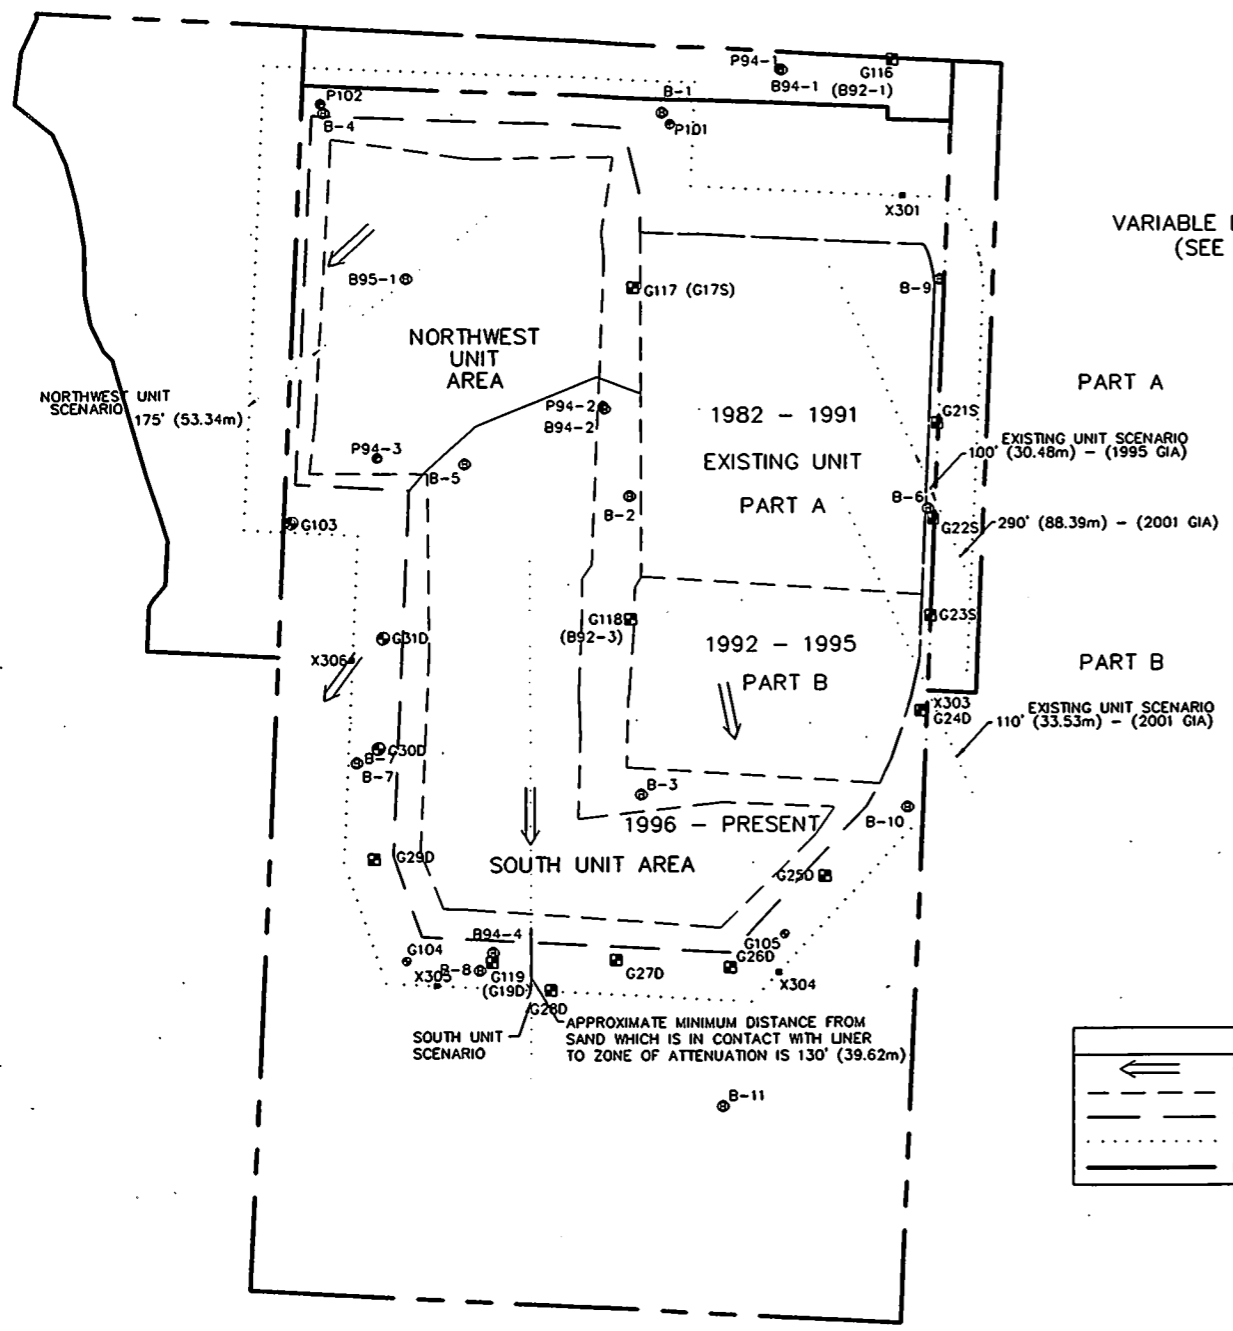 P94-1
B94-1
G116
(B92-1)
P102
B-4
B-1
P101
X301
VARIABLE
(SEE
B95-1
G117 (G17S)
B-9
NORTHWEST
UNIT
AREA
PART A
NORTHWEST UNIT
SCENARIO
175' (53.34m)
P94-2
B94-2
1982 - 1991
EXISTING UNIT
PART A
G21S
EXISTING UNIT SCENARIO
100' (30.48m) - (1995 GIA)
P94-3
B-5
B-2
B-6
G22S
290' (88.39m) - (2001 GIA)
G103
G118
(B92-3)
G23S
G31D
X306
1992 - 1995
PART B
PART B
X303
G24D
EXISTING UNIT SCENARIO
110' (33.53m) - (2001 GIA)
G30D
B-7
B-7
B-3
B-10
1996 - PRESENT
SOUTH UNIT AREA
G29D
G25D
B94-4
G105
G104
B-8
X305
G119
(G19D)
G27D
G26D
X304
G28D
SOUTH UNIT
SCENARIO
APPROXIMATE MINIMUM DISTANCE FROM
SAND WHICH IS IN CONTACT WITH LINER
TO ZONE OF ATTENUATION IS 130' (39.62m)
B-11